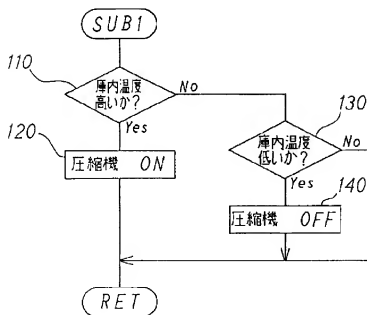 SUB1
110
庫内温度
高いか?
No
Yes
120
圧縮機 ON
130
庫内温度
低いか?
No
Yes
140
圧縮機 OFF
RET